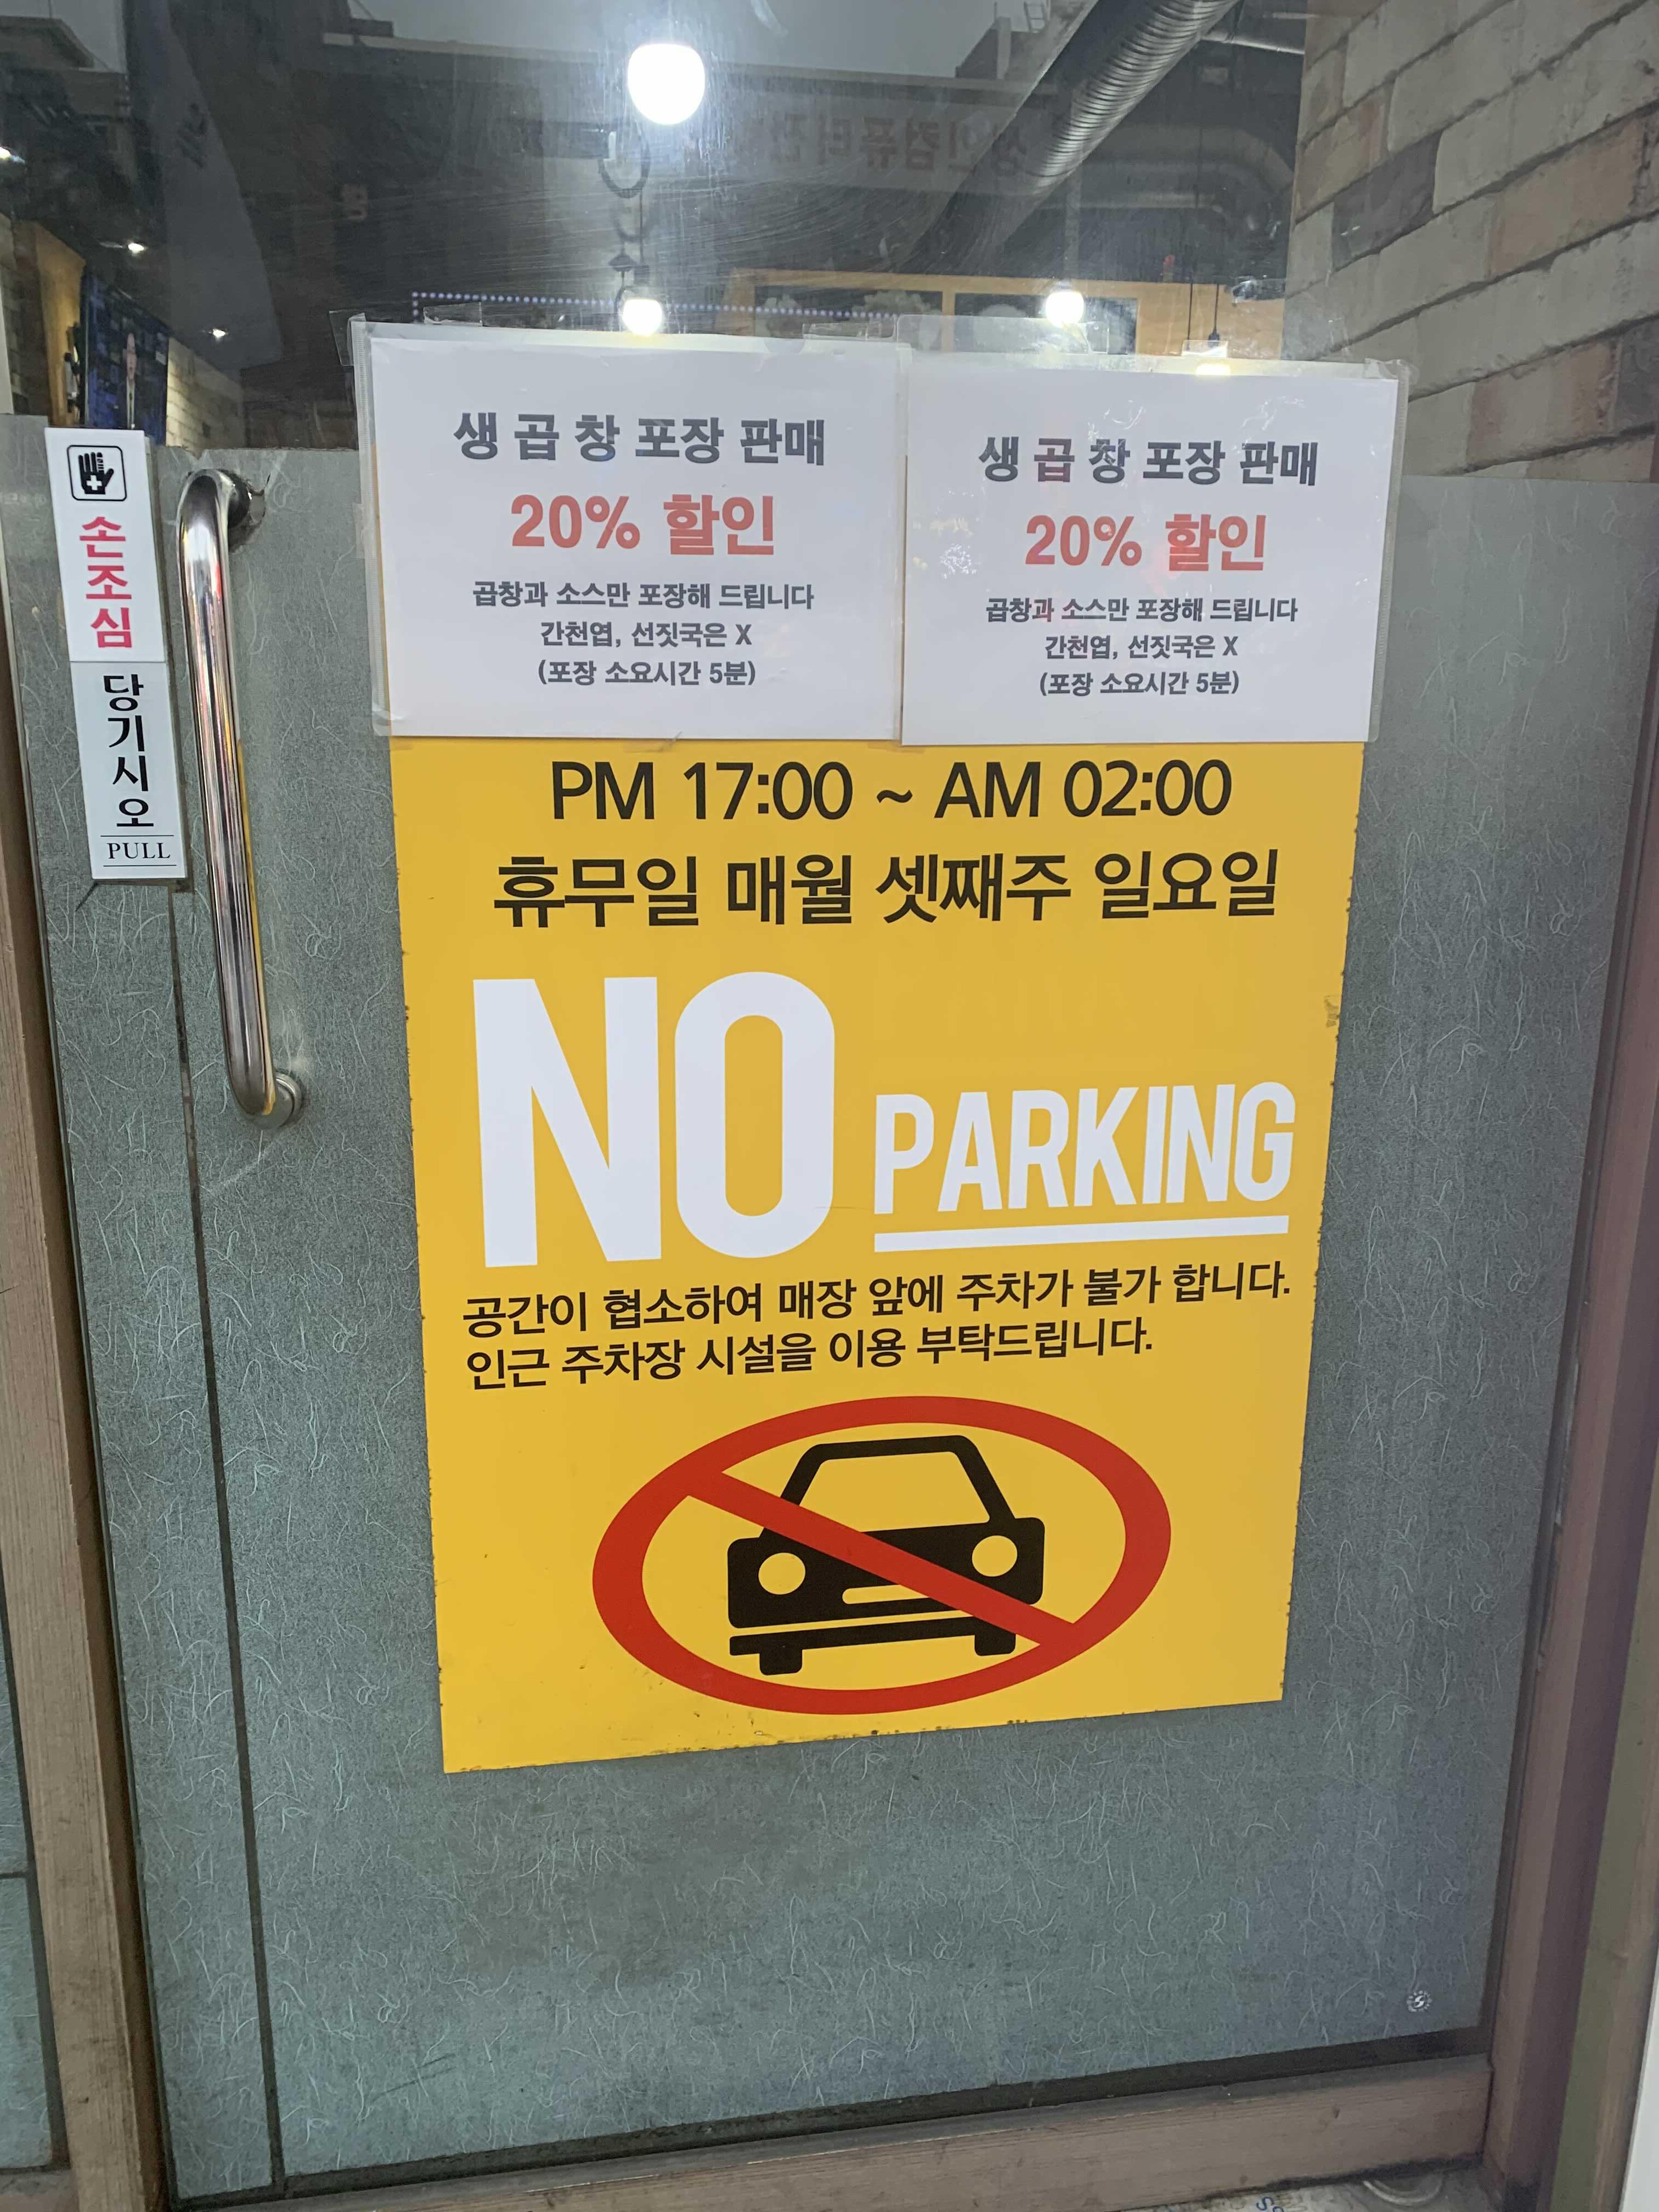 손조심
당기시오
PULL
생 곱 창 포장 판매
20% 할인
곱창과 소스만 포장해 드립니다
간천엽, 선짓국은 X
(포장 소요시간 5분)
생 곱 창 포장 판매
20% 할인
곱창과 소스만 포장해 드립니다
간천엽, 선짓국은 X
(포장 소요시간 5분)
PM 17:00 ~ AM 02:00
휴무일 매월 셋째주 일요일
NO PARKING
공간이 협소하여 매장 앞에 주차가 불가 합니다.
인근 주차장 시설을 이용 부탁드립니다.